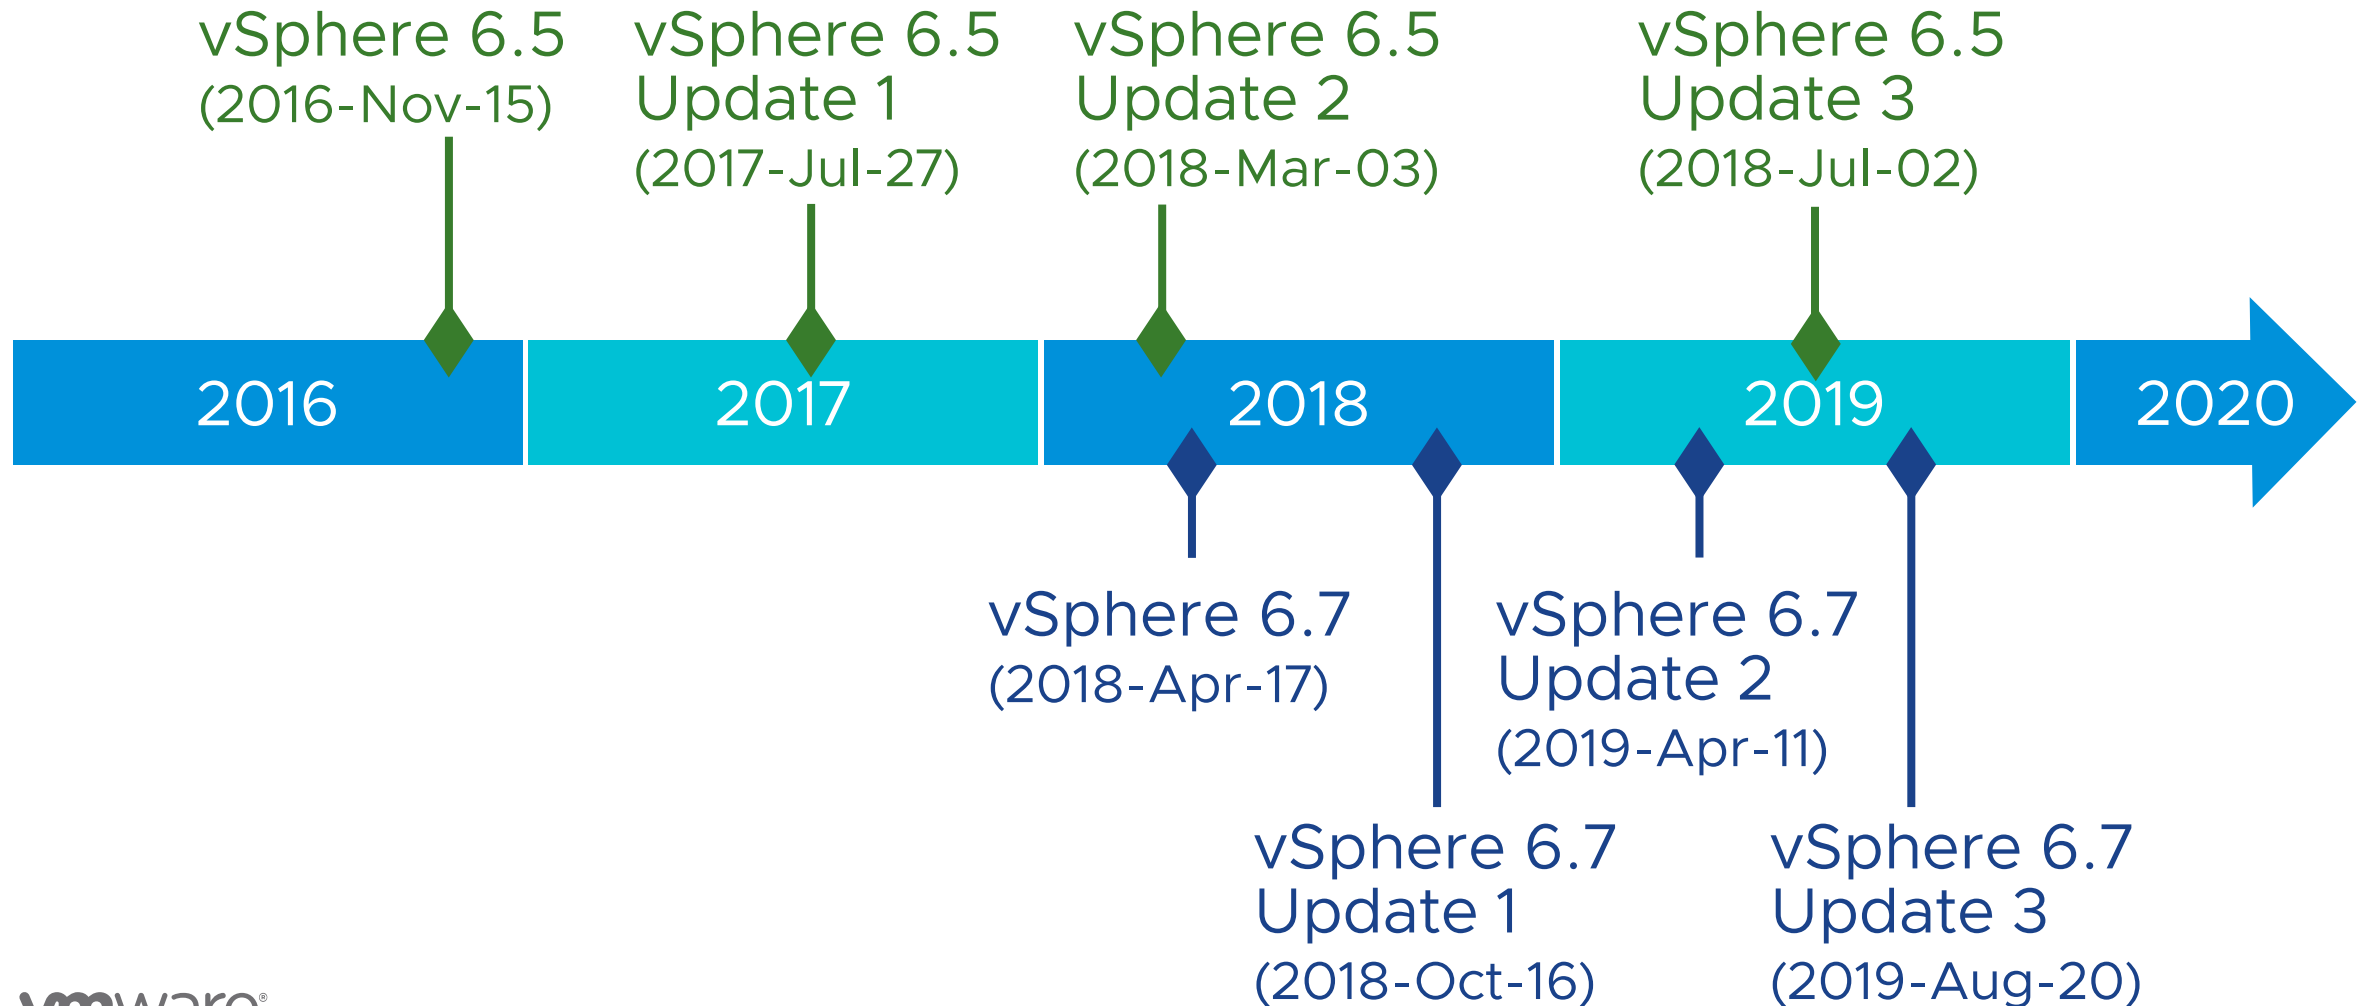 vSphere 6.5
(2016-Nov-15)
vSphere 6.5
Update 1
(2017-Jul-27)
vSphere 6.5
Update 2
(2018-Mar-03)
vSphere 6.5
Update 3
(2018-Jul-02)
2016
2017
2018
2019
2020
vSphere 6.7
(2018-Apr-17)
vSphere 6.7
Update 2
(2019-Apr-11)
vSphere 6.7
Update 1
(2018-Oct-16)
vSphere 6.7
Update 3
(2019-Aug-20)
vmware®